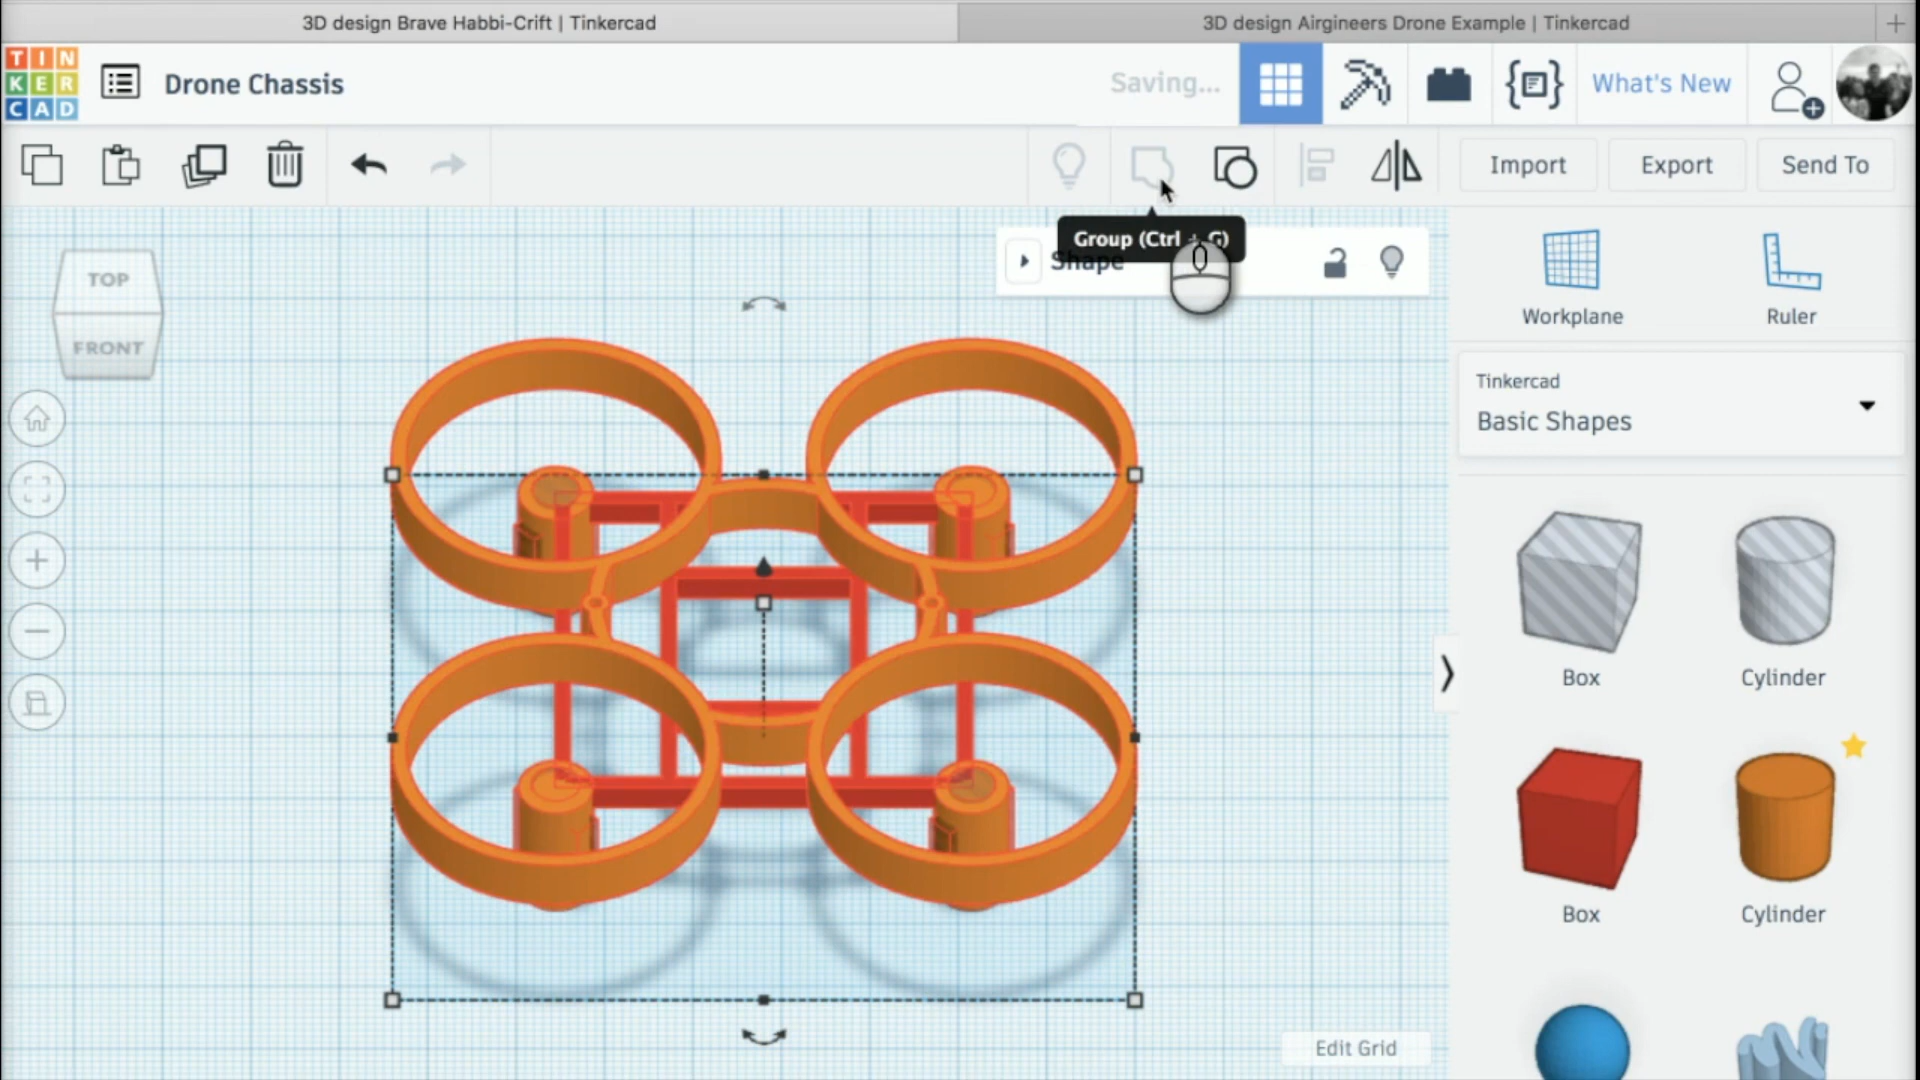 3D design Brave Habbi-Crift | Tinkercad
3D design Airgineers Drone Example | Tinkercad
TIN
KER
CAD
Drone Chassis
Saving...
What's New
Import
Export
Send To
Group (Ctrl + G)
Shape
TOP
FRONT
Workplane
Ruler
Tinkercad
Basic Shapes
Box
Cylinder
Box
Cylinder
Edit Grid